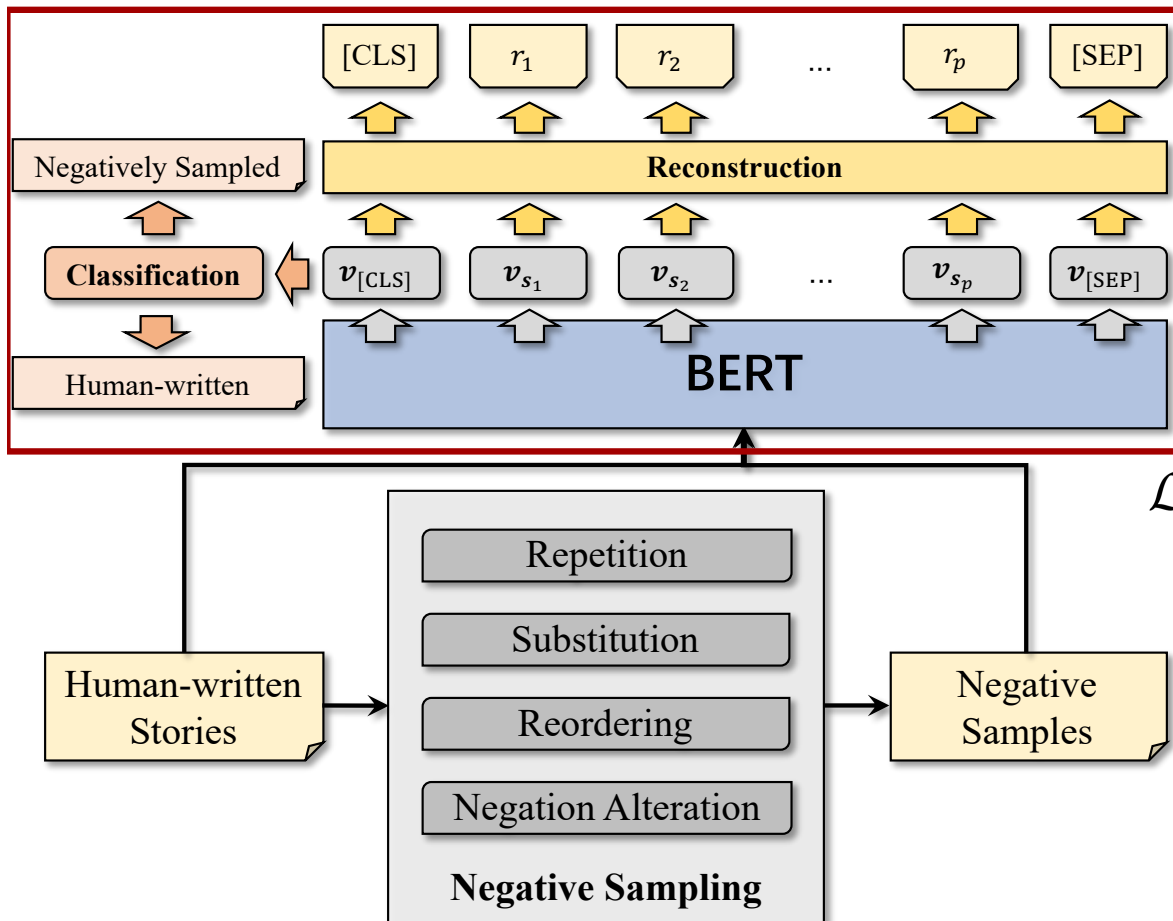 [CLS] r₁ r₂ ... rₚ [SEP]
Negatively Sampled
Reconstruction
Classification
v[CLS] vₛ₁ vₛ₂ ... vₛₚ v[SEP]
Human-written
BERT
ℒ
Repetition
Substitution
Reordering
Negation Alteration
Negative Sampling
Human-written
Stories
Negative
Samples